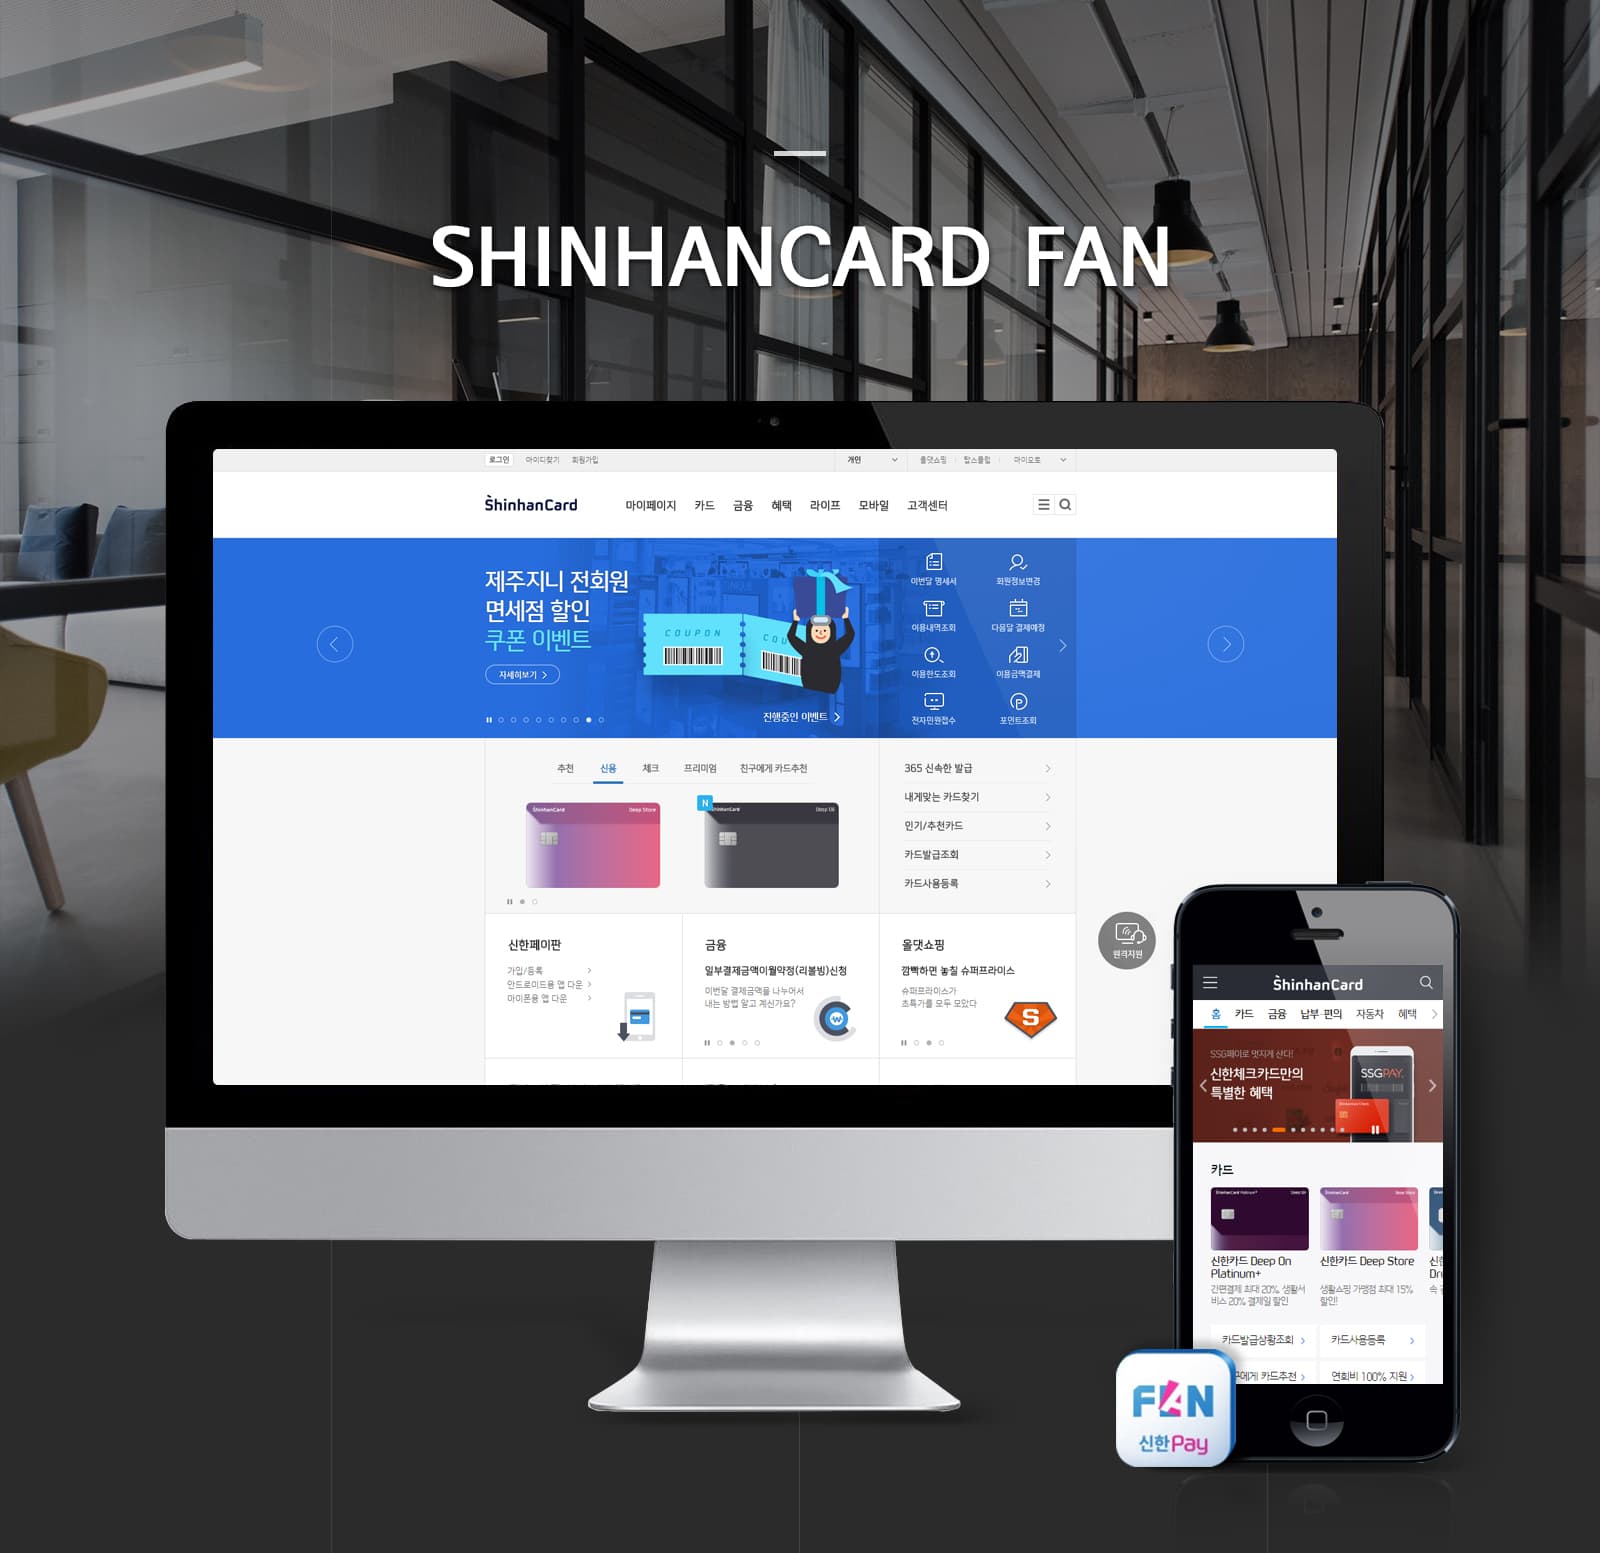 SHINHANCARD FAN
로그인 아이디찾기 회원가입 개인 올댓쇼핑 탑스클럽 마이오토
ShinhanCard 마이페이지 카드 금융 혜택 라이프 모바일 고객센터
제주지니 전회원
면세점 할인
쿠폰 이벤트
자세히보기
COUPON
COU
진행중인 이벤트
이번달 명세서 회원정보변경
이용내역조회 다음달 결제예정
이용한도조회 이용금액결제
전자민원접수 포인트조회
추천 신용 체크 프리미엄 친구에게 카드추천
ShinhanCard Deep Store
N ShinhanCard Deep Oil
365 신속한 발급
내게맞는 카드찾기
인기/추천카드
카드발급조회
카드사용등록
신한페이판
가입/등록
안드로이드용 앱 다운
아이폰용 앱 다운
금융
일부결제금액이월약정(리볼빙)신청
이번달 결제금액을 나누어서
내는 방법 알고 계신가요?
올댓쇼핑
깜빡하면 놓칠 슈퍼프라이스
슈퍼프라이스가
초특가를 모두 모았다
S
원격지원
ShinhanCard
홈 카드 금융 납부·편의 자동차 혜택
SSG페이로 멋지게 산다!
신한체크카드만의
특별한 혜택
SSGPAY.
카드
신한카드 Deep On
Platinum+
간편결제 최대 20%, 생활서
비스 20% 결제일 할인
신한카드 Deep Store
생활쇼핑 가맹점 최대 15%
할인!
카드발급상황조회 카드사용등록
에게 카드추천 연회비 100% 지원
FAN
신한Pay